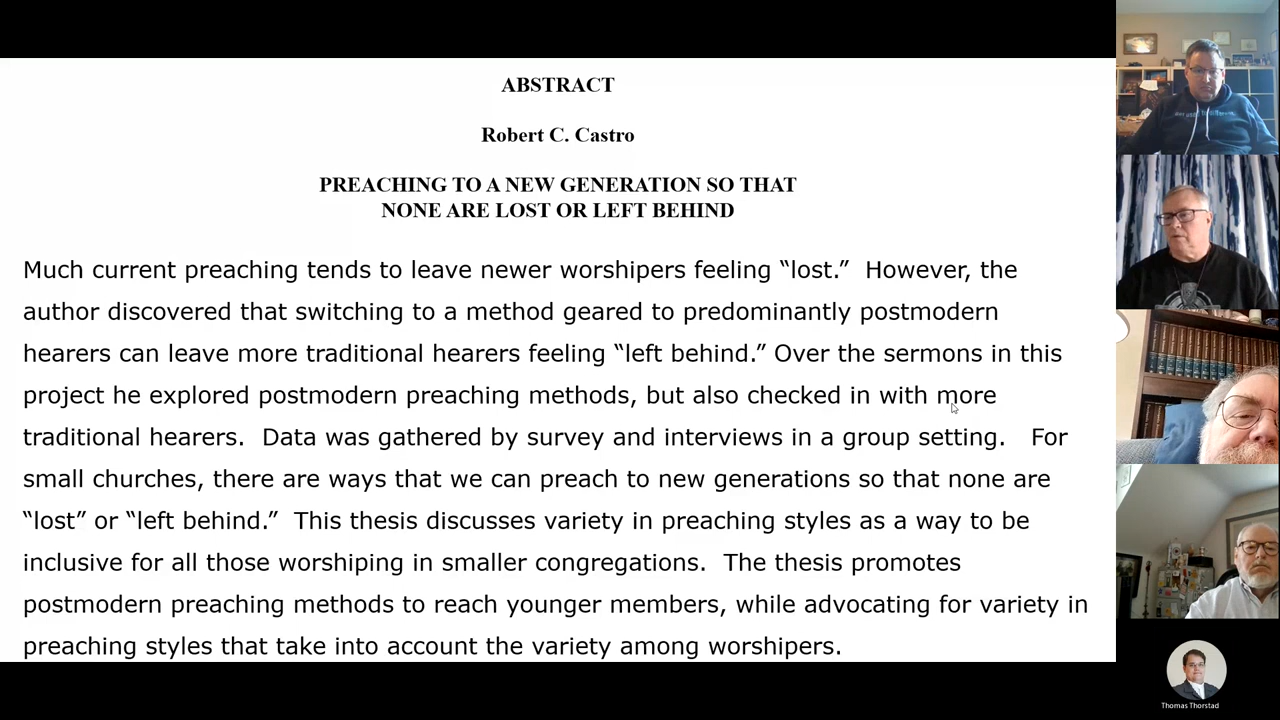 ABSTRACT
Robert C. Castro
PREACHING TO A NEW GENERATION SO THAT
NONE ARE LOST OR LEFT BEHIND
Much current preaching tends to leave newer worshipers feeling “lost.”  However, the
author discovered that switching to a method geared to predominantly postmodern
hearers can leave more traditional hearers feeling “left behind.” Over the sermons in this
project he explored postmodern preaching methods, but also checked in with more
traditional hearers.  Data was gathered by survey and interviews in a group setting.   For
small churches, there are ways that we can preach to new generations so that none are
“lost” or “left behind.”  This thesis discusses variety in preaching styles as a way to be
inclusive for all those worshiping in smaller congregations.  The thesis promotes
postmodern preaching methods to reach younger members, while advocating for variety in
preaching styles that take into account the variety among worshipers.
Thomas Thorstad